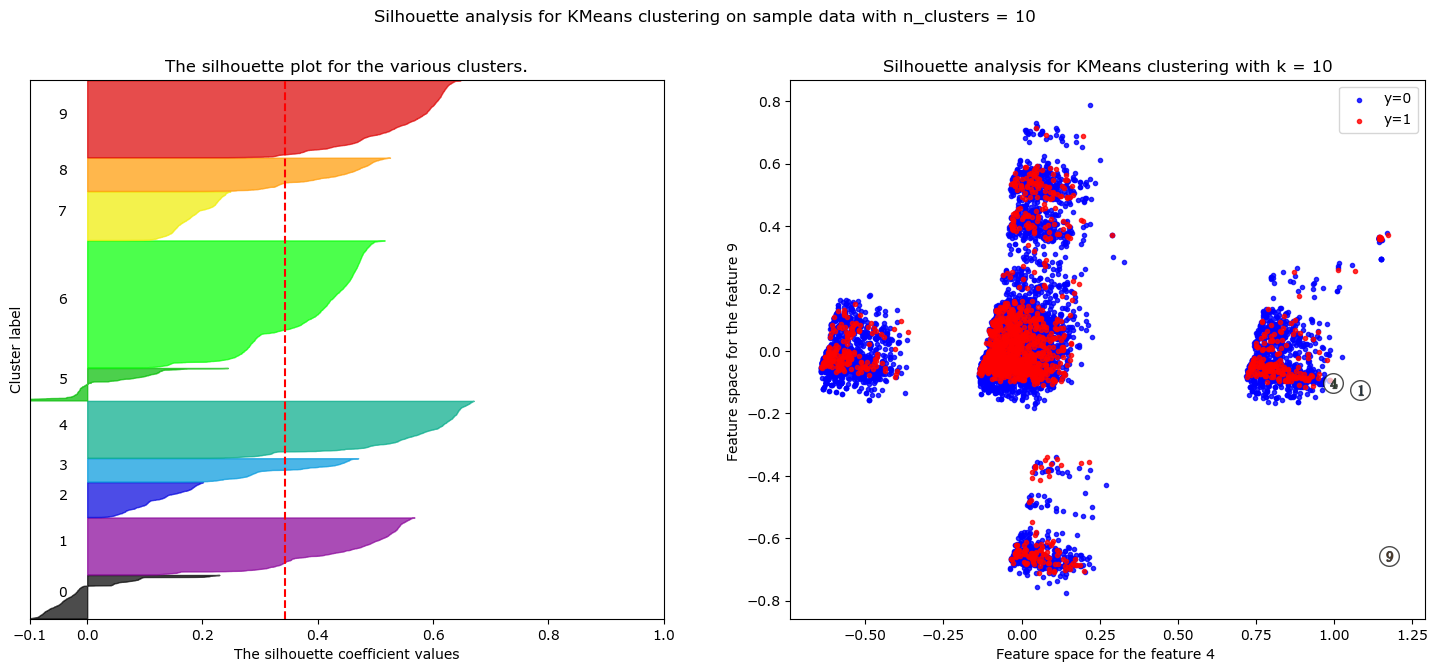 Silhouette analysis for KMeans clustering on sample data with n_clusters = 10
The silhouette plot for the various clusters.
9
8
7
6
5
4
3
2
1
0
Cluster label
−0.1 0.0 0.2 0.4 0.6 0.8 1.0
The silhouette coefficient values
Silhouette analysis for KMeans clustering with k = 10
y=0
y=1
0.8
0.6
0.4
0.2
0.0
−0.2
−0.4
−0.6
−0.8
Feature space for the feature 9
4
1
9
−0.50 −0.25 0.00 0.25 0.50 0.75 1.00 1.25
Feature space for the feature 4